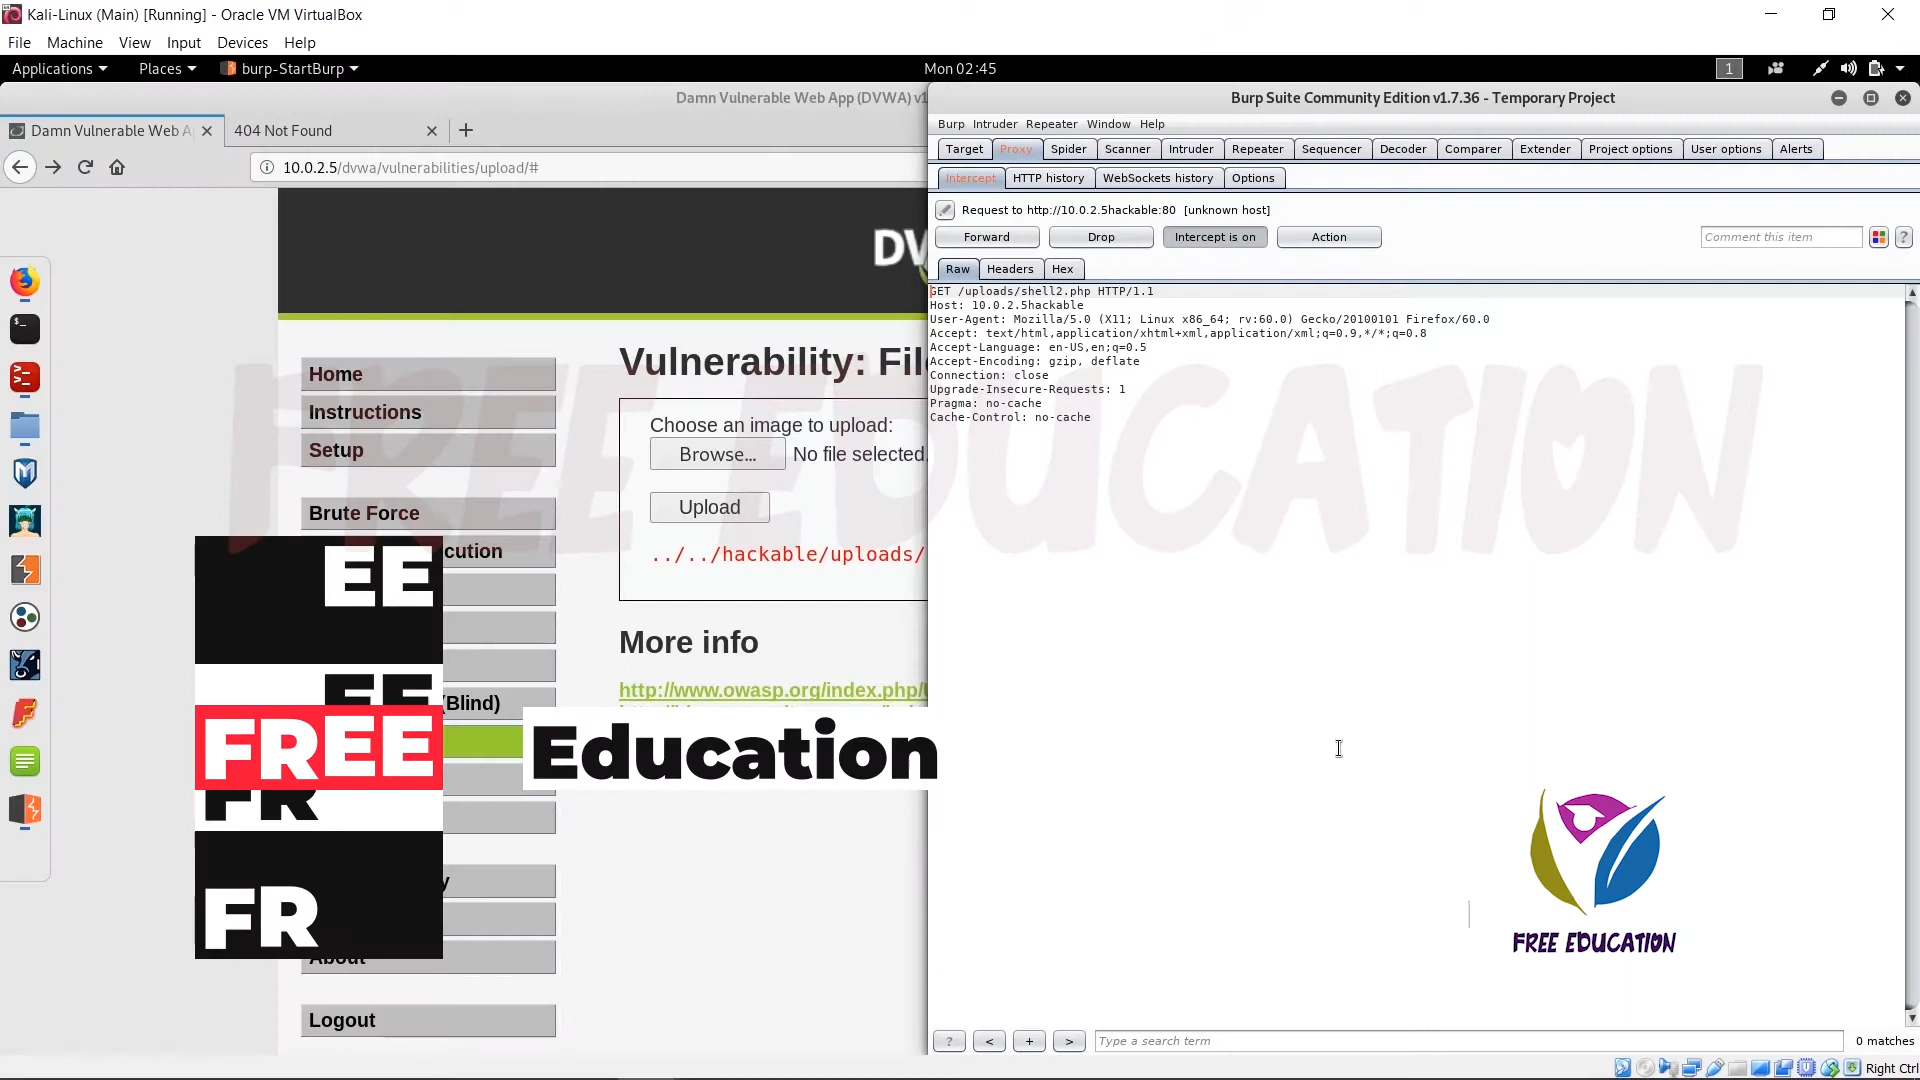 Kali-Linux (Main) [Running] - Oracle VM VirtualBox
File Machine View Input Devices Help
Applications Places burp-StartBurp Mon 02:45 1
Damn Vulnerable Web App (DVWA) v1
Damn Vulnerable Web A 404 Not Found
10.0.2.5/dvwa/vulnerabilities/upload/#
Home
Instructions
Setup
Brute Force
cution
(Blind)
y
About
Logout
Vulnerability: Fil
Choose an image to upload:
Browse... No file selected.
Upload
../../hackable/uploads/
More info
http://www.owasp.org/index.php/
Burp Suite Community Edition v1.7.36 - Temporary Project
Burp Intruder Repeater Window Help
Target Proxy Spider Scanner Intruder Repeater Sequencer Decoder Comparer Extender Project options User options Alerts
Intercept HTTP history WebSockets history Options
Request to http://10.0.2.5hackable:80 [unknown host]
Forward Drop Intercept is on Action Comment this item ?
Raw Headers Hex
GET /uploads/shell2.php HTTP/1.1
Host: 10.0.2.5hackable
User-Agent: Mozilla/5.0 (X11; Linux x86_64; rv:60.0) Gecko/20100101 Firefox/60.0
Accept: text/html,application/xhtml+xml,application/xml;q=0.9,*/*;q=0.8
Accept-Language: en-US,en;q=0.5
Accept-Encoding: gzip, deflate
Connection: close
Upgrade-Insecure-Requests: 1
Pragma: no-cache
Cache-Control: no-cache
FREE EDUCATION
EE
EE
FREE Education
FR
FR
FREE EDUCATION
? < + > Type a search term 0 matches
Right Ctrl